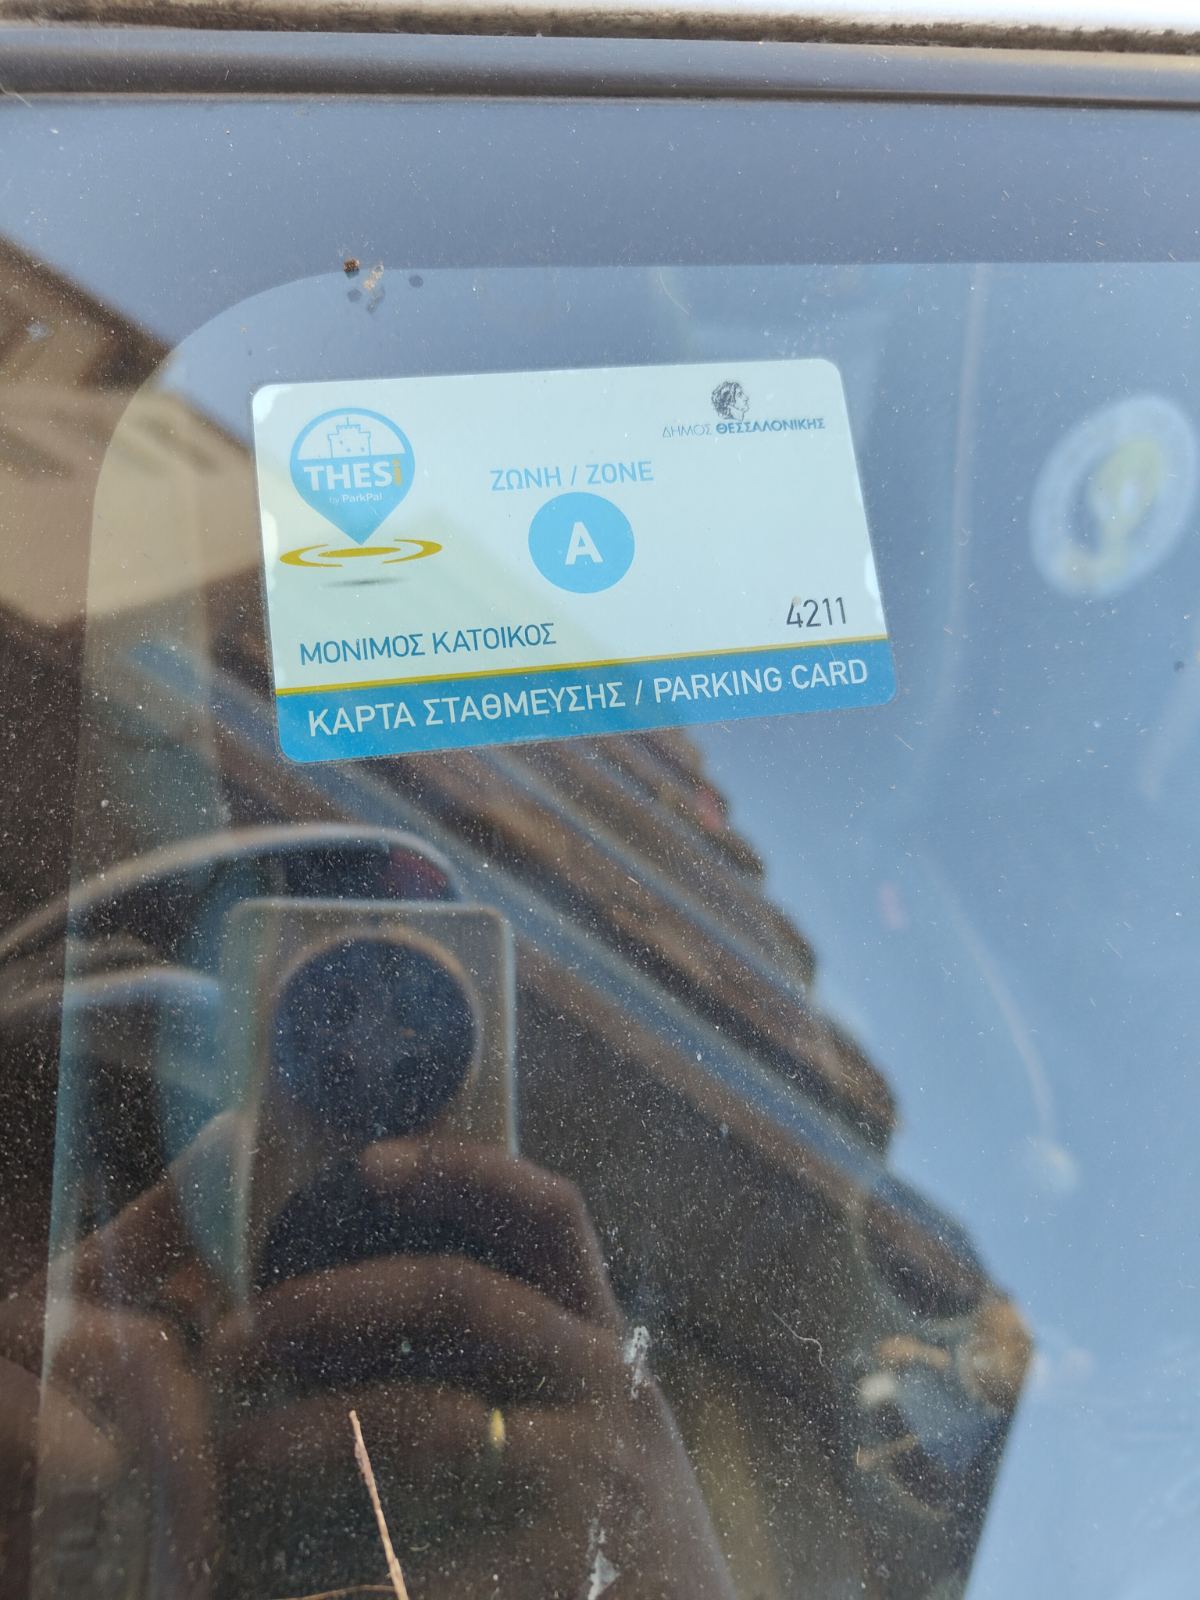 ΔΗΜΟΣ ΘΕΣΣΑΛΟΝΙΚΗΣ
THESi
by ParkPal
ΖΩΝΗ / ZONE
A
4211
ΜΟΝΙΜΟΣ ΚΑΤΟΙΚΟΣ
ΚΑΡΤΑ ΣΤΑΘΜΕΥΣΗΣ / PARKING CARD